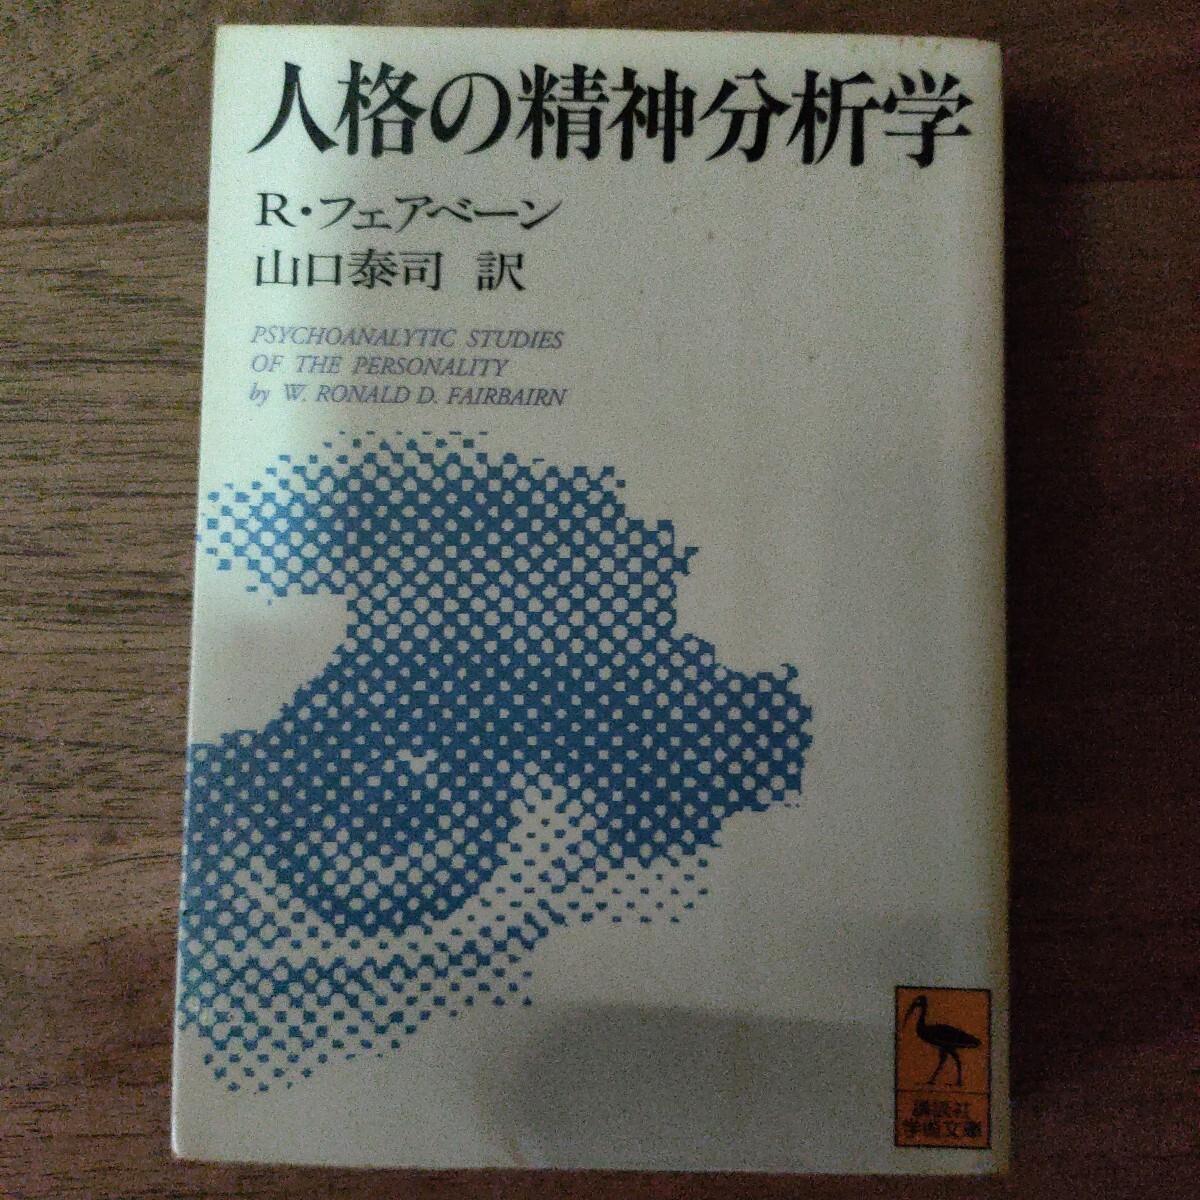 人格の精神分析学
R・フェアベーン
山口泰司 訳
PSYCHOANALYTIC STUDIES
OF THE PERSONALITY
by W. RONALD D. FAIRBAIRN
講談社
学術文庫